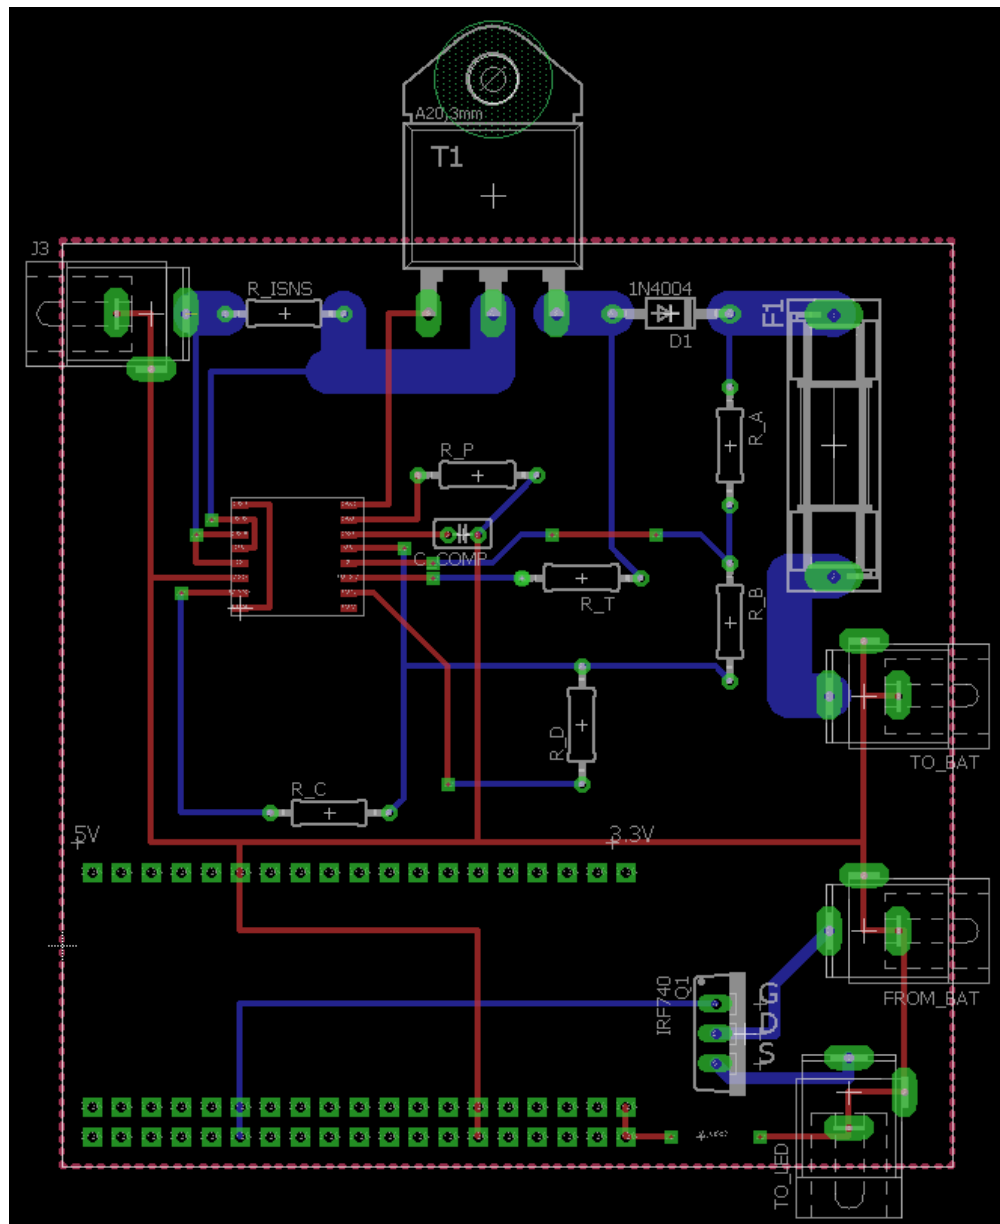 A20,3mm
T1
J3
R_ISNS
1N4004
D1
F1
R_A
R_P
C_COMP
R_T
R_B
R_D
TO_BAT
R_C
5V
3.3V
FROM_BAT
IRF740
Q1
G
D
S
TO_LED